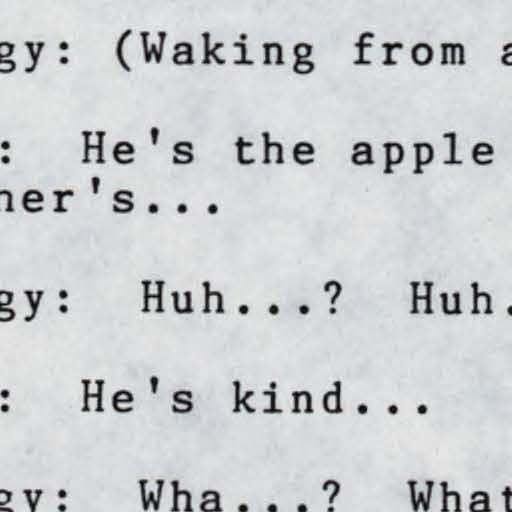 gy: (Waking from a
: He's the apple
her's...
gy: Huh...? Huh.
: He's kind...
gy: Wha...? What